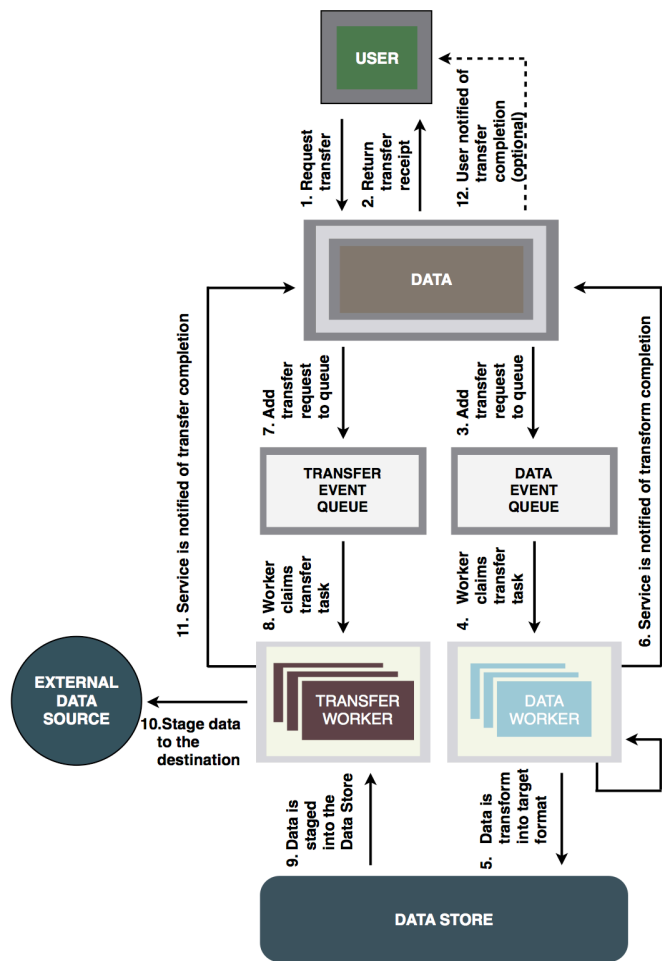 USER
1. Request
transfer
2. Return
transfer
receipt
12. User notified of
transfer
completion
(optional)
DATA
11. Service is notified of transfer completion
7. Add
transfer
request
to queue
3. Add
transfer
request
to queue
6. Service is notified of transform completion
TRANSFER
EVENT
QUEUE
DATA
EVENT
QUEUE
8. Worker
claims
transfer
task
4. Worker
claims
transfer
task
EXTERNAL
DATA
SOURCE
TRANSFER
WORKER
DATA
WORKER
10.Stage data
to the
destination
9. Data is
staged
into the
Data Store
5. Data is
transform
into target
format
DATA STORE